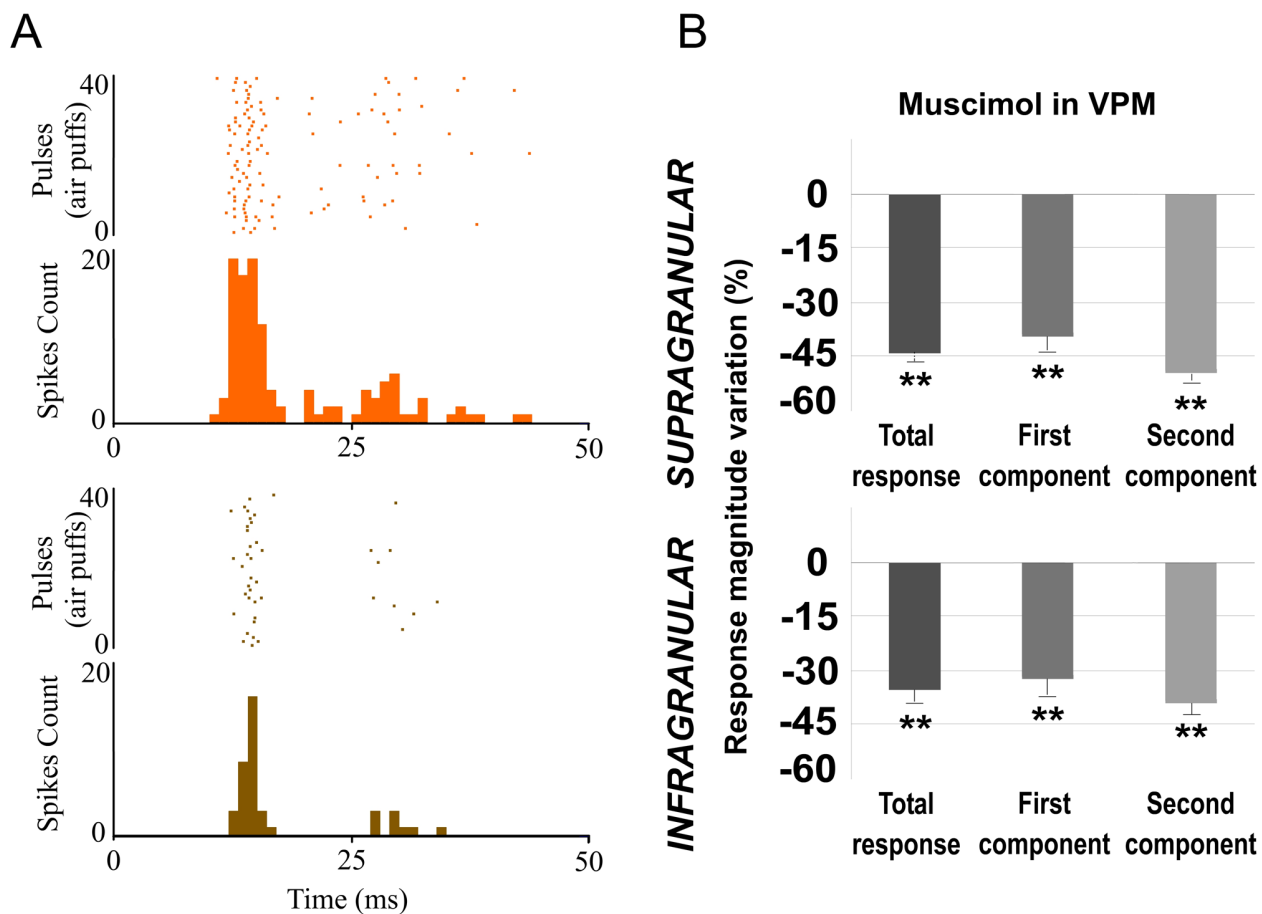 A
40
Pulses
(air puffs)
0
20
Spikes Count
0
0 25 50
40
Pulses
(air puffs)
0
20
Spikes Count
0
0 25 50
Time (ms)
B
Muscimol in VPM
SUPRAGRANULAR
INFRAGRANULAR
Response magnitude variation (%)
0
-15
-30
-45
-60
** ** **
Total First Second
response component component
0
-15
-30
-45
-60
** ** **
Total First Second
response component component